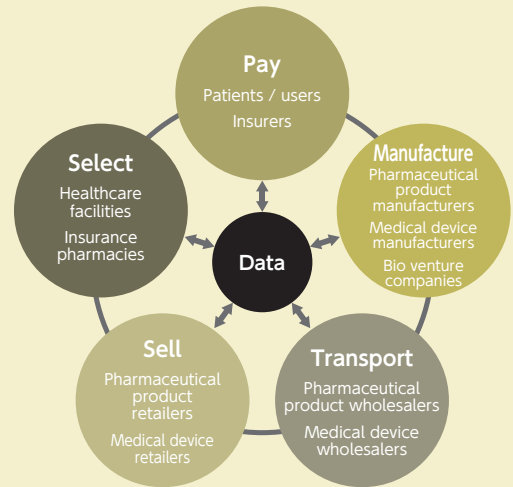 Pay
Patients / users
Insurers
Manufacture
Pharmaceutical
product
manufacturers
Medical device
manufacturers
Bio venture
companies
Transport
Pharmaceutical
product wholesalers
Medical device
wholesalers
Sell
Pharmaceutical
product
retailers
Medical device
retailers
Select
Healthcare
facilities
Insurance
pharmacies
Data